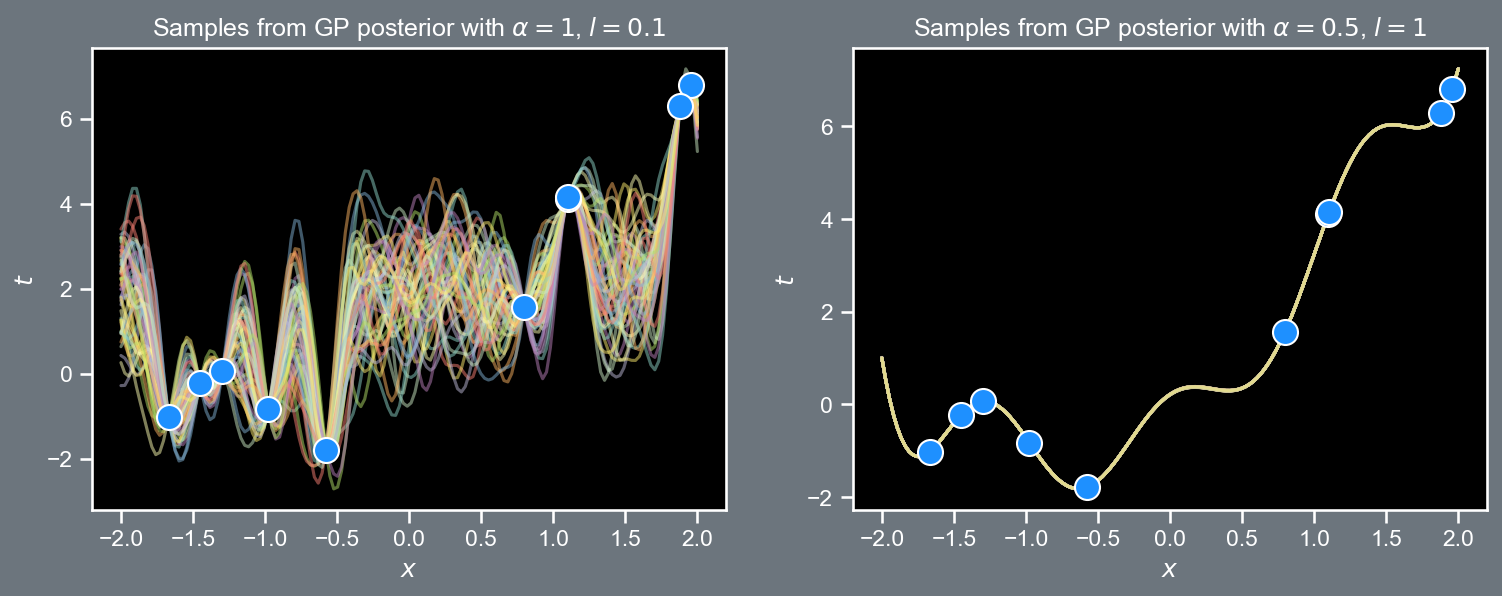 Samples from GP posterior with α = 1, l = 0.1
6
4
2
0
−2
t
−2.0 −1.5 −1.0 −0.5 0.0 0.5 1.0 1.5 2.0
x
Samples from GP posterior with α = 0.5, l = 1
6
4
2
0
−2
t
−2.0 −1.5 −1.0 −0.5 0.0 0.5 1.0 1.5 2.0
x